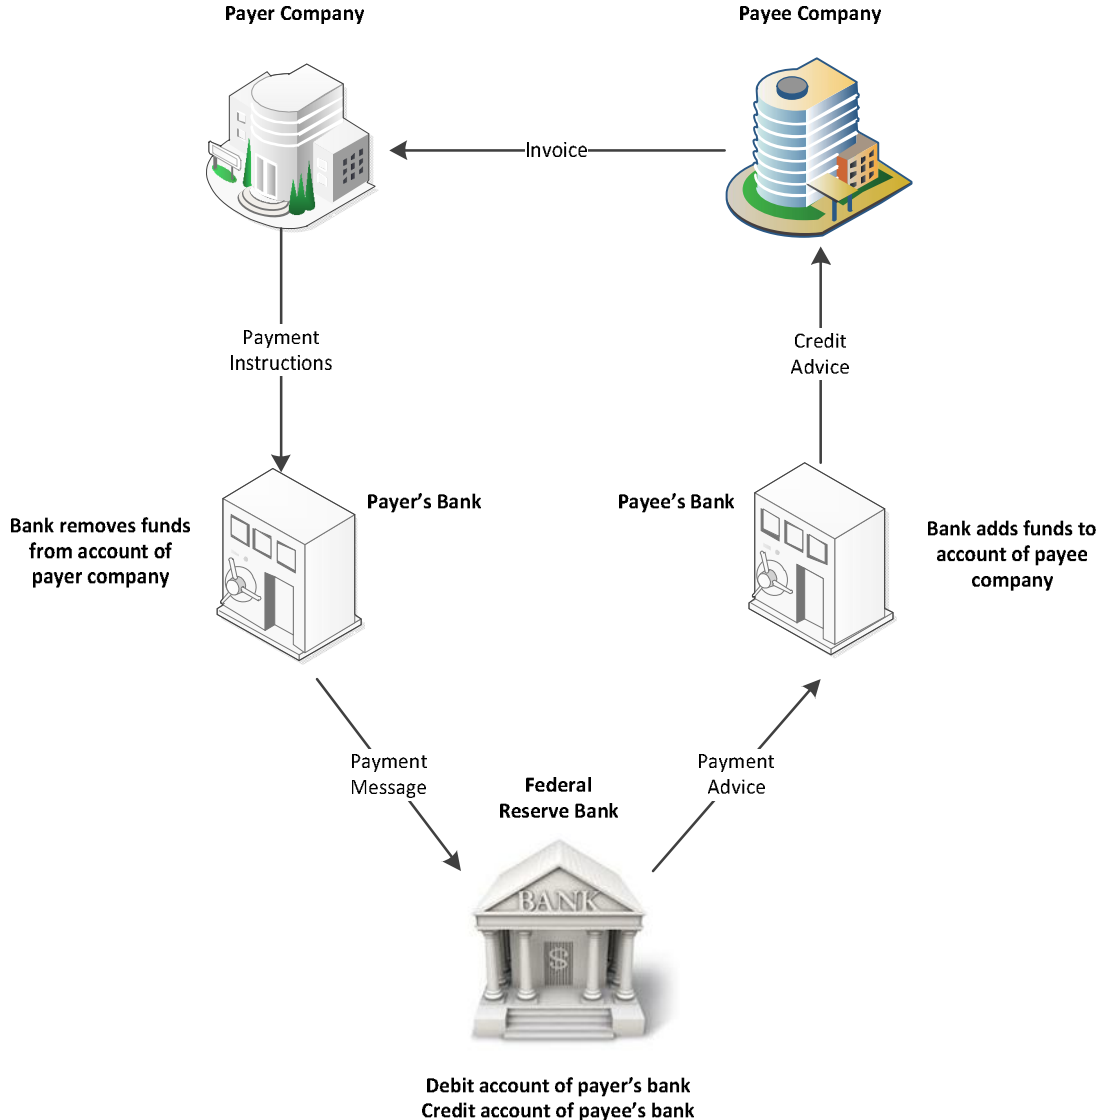 Payer Company
Payee Company
Invoice
Payment
Instructions
Credit
Advice
Payer's Bank
Payee's Bank
Bank removes funds
from account of
payer company
Bank adds funds to
account of payee
company
Payment
Message
Payment
Advice
Federal
Reserve Bank
BANK
$
Debit account of payer's bank
Credit account of payee's bank